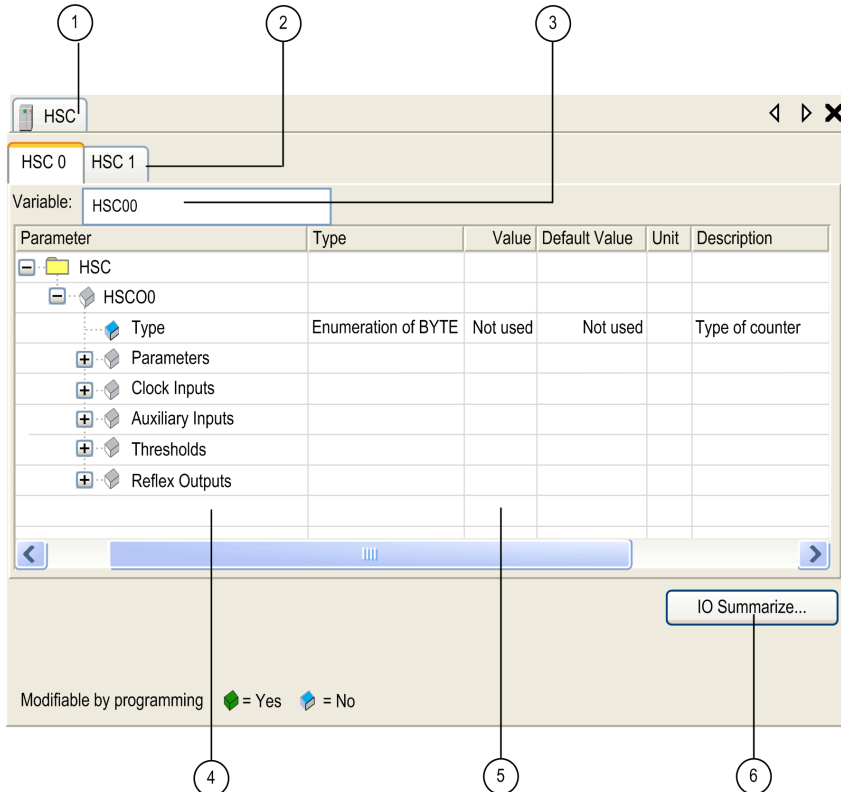 1 2 3
HSC
HSC 0 HSC 1
Variable: HSC00
Parameter Type Value Default Value Unit Description
HSC
HSCO0
Type Enumeration of BYTE Not used Not used Type of counter
Parameters
Clock Inputs
Auxiliary Inputs
Thresholds
Reflex Outputs
IO Summarize...
Modifiable by programming = Yes = No
4 5 6